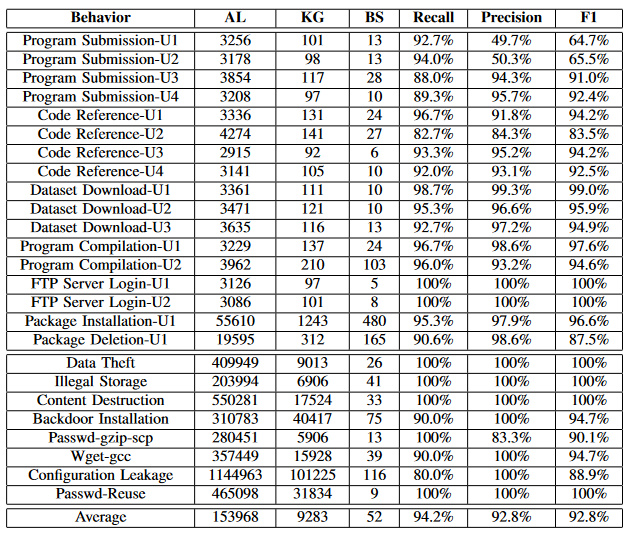 Behavior AL KG BS Recall Precision F1
Program Submission-U1 3256 101 13 92.7% 49.7% 64.7%
Program Submission-U2 3178 98 13 94.0% 50.3% 65.5%
Program Submission-U3 3854 117 28 88.0% 94.3% 91.0%
Program Submission-U4 3208 97 10 89.3% 95.7% 92.4%
Code Reference-U1 3336 131 24 96.7% 91.8% 94.2%
Code Reference-U2 4274 141 27 82.7% 84.3% 83.5%
Code Reference-U3 2915 92 6 93.3% 95.2% 94.2%
Code Reference-U4 3141 105 10 92.0% 93.1% 92.5%
Dataset Download-U1 3361 111 10 98.7% 99.3% 99.0%
Dataset Download-U2 3471 121 10 95.3% 96.6% 95.9%
Dataset Download-U3 3635 116 13 92.7% 97.2% 94.9%
Program Compilation-U1 3229 137 24 96.7% 98.6% 97.6%
Program Compilation-U2 3962 210 103 96.0% 93.2% 94.6%
FTP Server Login-U1 3126 97 5 100% 100% 100%
FTP Server Login-U2 3086 101 8 100% 100% 100%
Package Installation-U1 55610 1243 480 95.3% 97.9% 96.6%
Package Deletion-U1 19595 312 165 90.6% 98.6% 87.5%
Data Theft 409949 9013 26 100% 100% 100%
Illegal Storage 203994 6906 41 100% 100% 100%
Content Destruction 550281 17524 33 100% 100% 100%
Backdoor Installation 310783 40417 75 90.0% 100% 94.7%
Passwd-gzip-scp 280451 5906 13 100% 83.3% 90.1%
Wget-gcc 357449 15928 39 90.0% 100% 94.7%
Configuration Leakage 1144963 101225 116 80.0% 100% 88.9%
Passwd-Reuse 465098 31834 9 100% 100% 100%
Average 153968 9283 52 94.2% 92.8% 92.8%